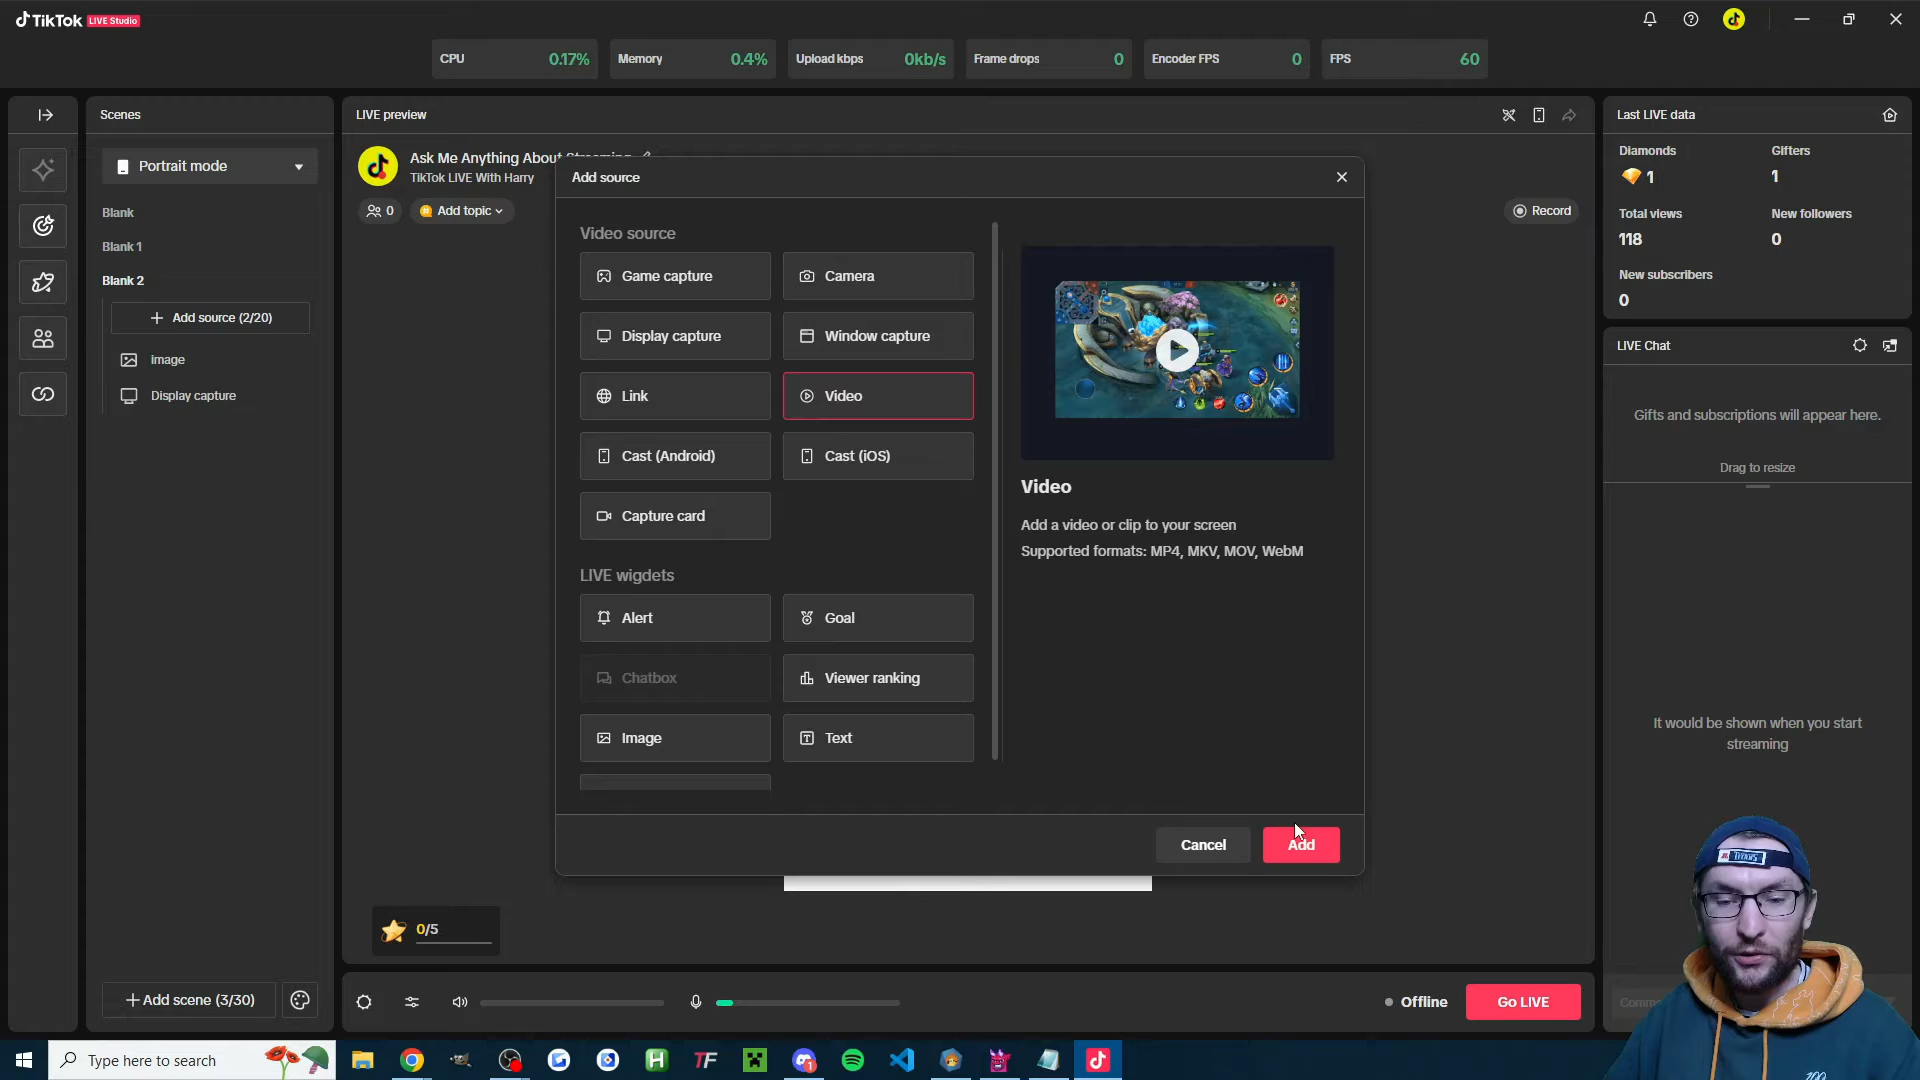 TikTok LIVE Studio
CPU 0.17%
Memory 0.4%
Upload kbps 0kb/s
Frame drops 0
Encoder FPS 0
FPS 60
Scenes
Portrait mode
Blank
Blank 1
Blank 2
Add source (2/20)
Image
Display capture
Add scene (3/30)
LIVE preview
Ask Me Anything About
TikTok LIVE With Harry
0
Add topic
Record
Add source
Video source
Game capture
Camera
Display capture
Window capture
Link
Video
Cast (Android)
Cast (iOS)
Capture card
LIVE wigdets
Alert
Goal
Chatbox
Viewer ranking
Image
Text
Video
Add a video or clip to your screen
Supported formats: MP4, MKV, MOV, WebM
Cancel
Add
0/5
Offline
Go LIVE
Last LIVE data
Diamonds
Gifters
1
1
Total views
New followers
118
0
New subscribers
0
LIVE Chat
Gifts and subscriptions will appear here.
Drag to resize
It would be shown when you start
streaming
Type here to search